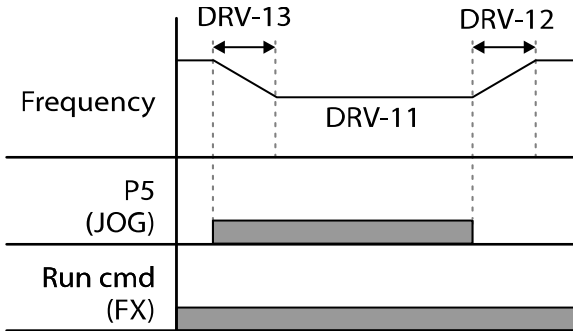 DRV-13
DRV-12
Frequency
DRV-11
P5
(JOG)
Run cmd
(FX)